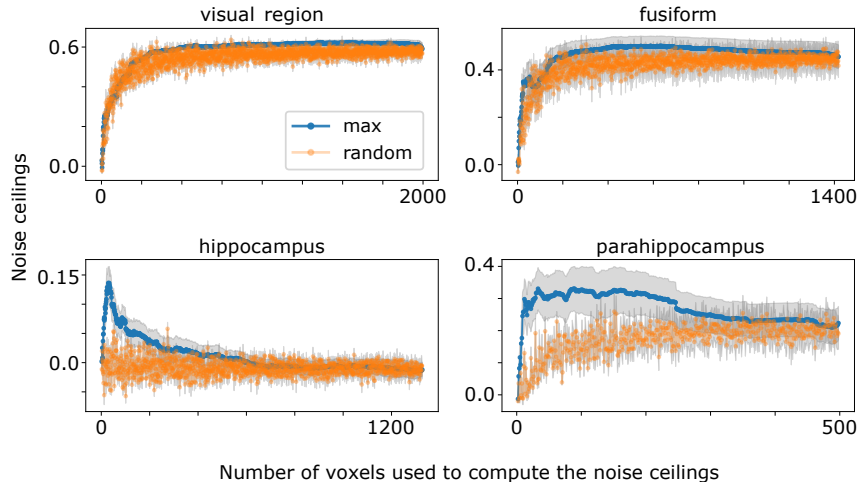 visual region
fusiform
0.6
0.0
0
2000
max
random
0.4
0.0
0
1400
Noise ceilings
hippocampus
parahippocampus
0.15
0.0
0
1200
0.4
0.2
0.0
0
500
Number of voxels used to compute the noise ceilings